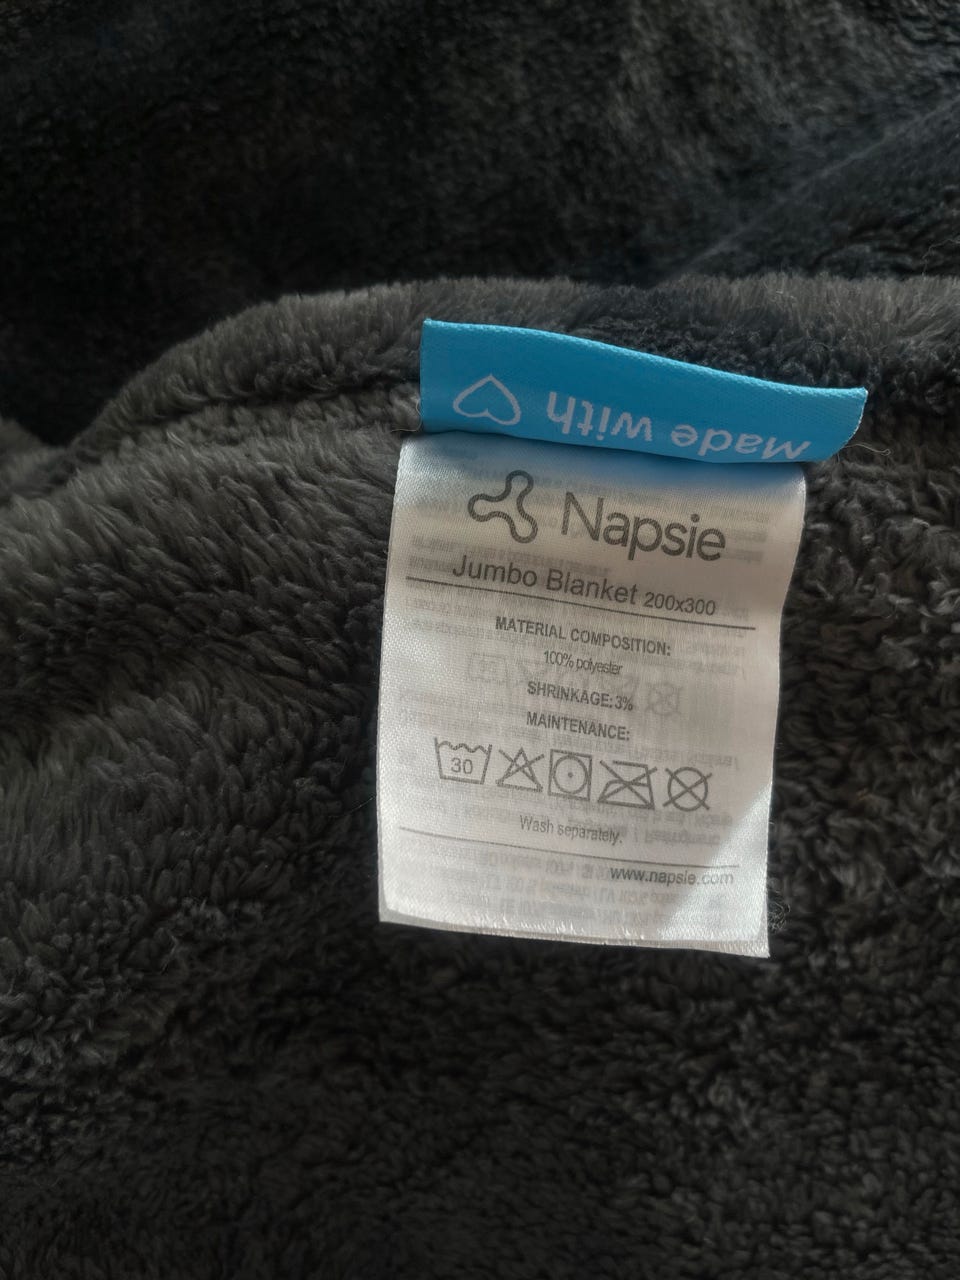 Made with
Napsie
Jumbo Blanket 200x300
MATERIAL COMPOSITION:
100% polyester
SHRINKAGE: 3%
MAINTENANCE:
30
Wash separately.
www.napsie.com